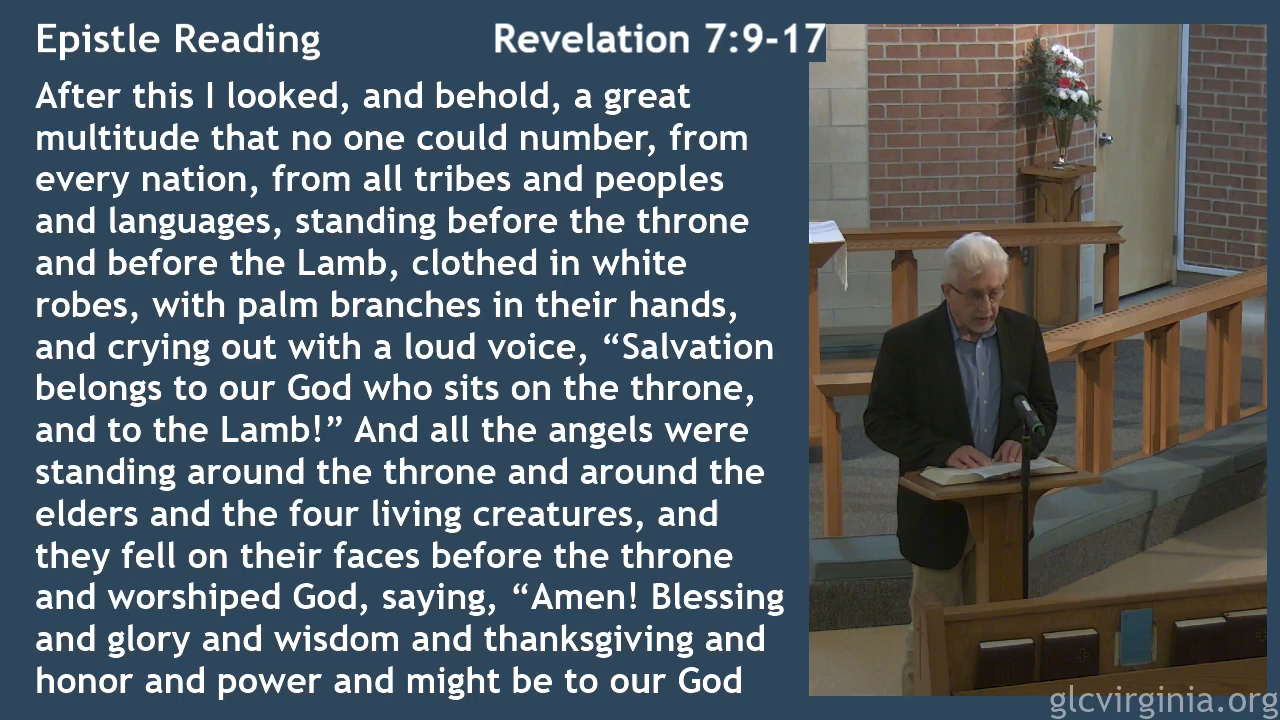 Epistle Reading Revelation 7:9-17
After this I looked, and behold, a great
multitude that no one could number, from
every nation, from all tribes and peoples
and languages, standing before the throne
and before the Lamb, clothed in white
robes, with palm branches in their hands,
and crying out with a loud voice, “Salvation
belongs to our God who sits on the throne,
and to the Lamb!” And all the angels were
standing around the throne and around the
elders and the four living creatures, and
they fell on their faces before the throne
and worshiped God, saying, “Amen! Blessing
and glory and wisdom and thanksgiving and
honor and power and might be to our God
glcvirginia.org